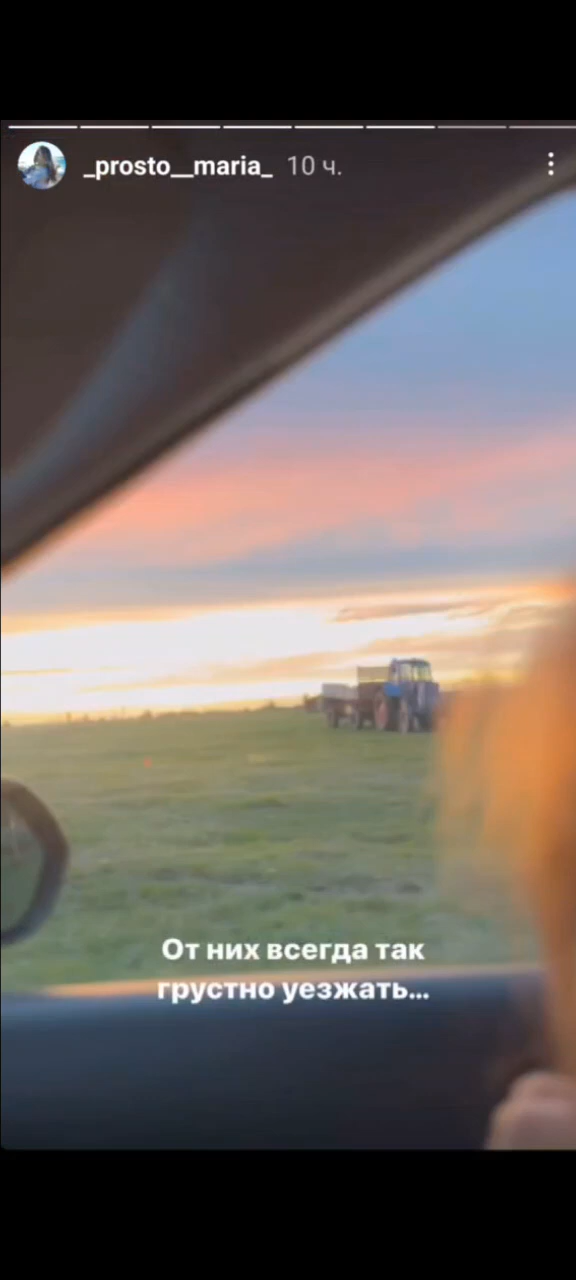 _prosto__maria_ 10 ч.
От них всегда так
грустно уезжать...